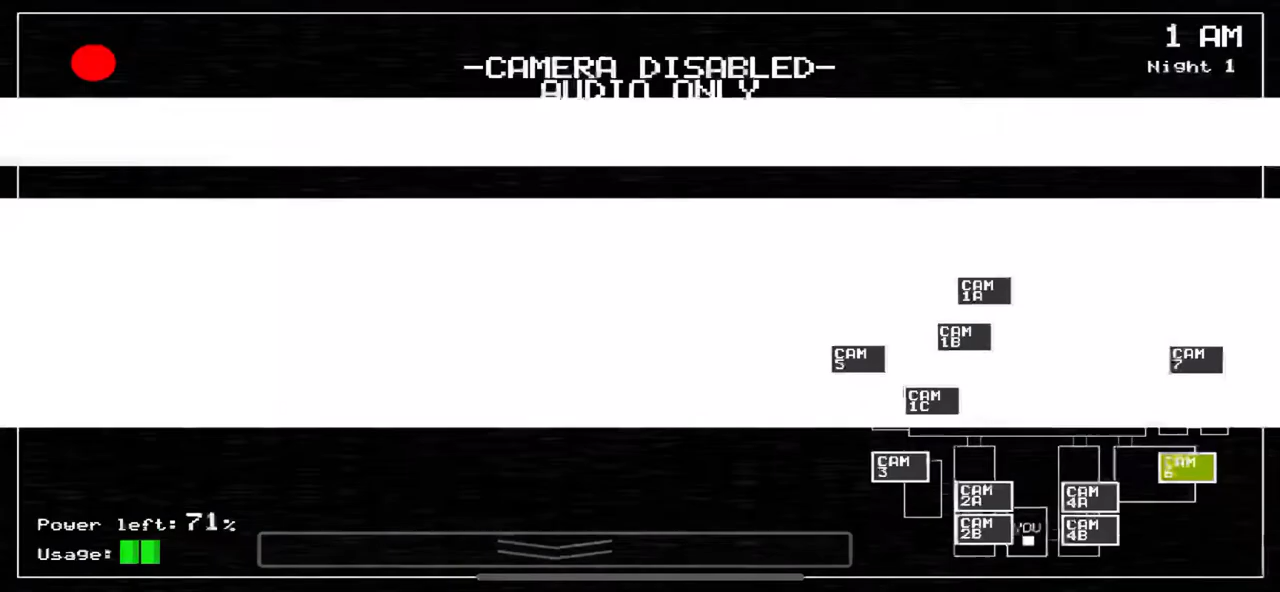 1 AM
Night 1
-CAMERA DISABLED-
AUDIO ONLY
CAM
1A
CAM
1B
CAM
5
CAM
7
CAM
1C
CAM
3
CAM
6
CAM
2A
CAM
4A
CAM
2B
YOU
CAM
4B
Power left: 71%
Usage: